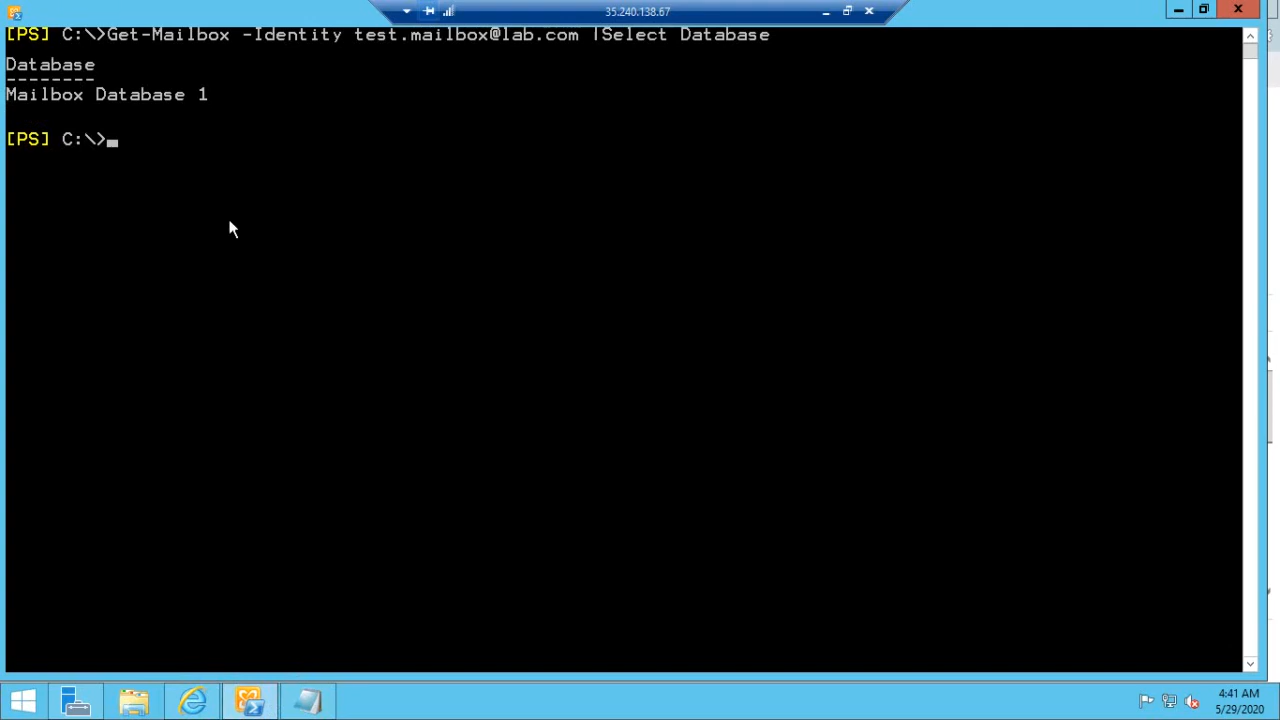 35.240.138.67
[PS] C:\>Get-Mailbox -Identity test.mailbox@lab.com |Select Database
Database
--------
Mailbox Database 1
[PS] C:\>
4:41 AM
5/29/2020